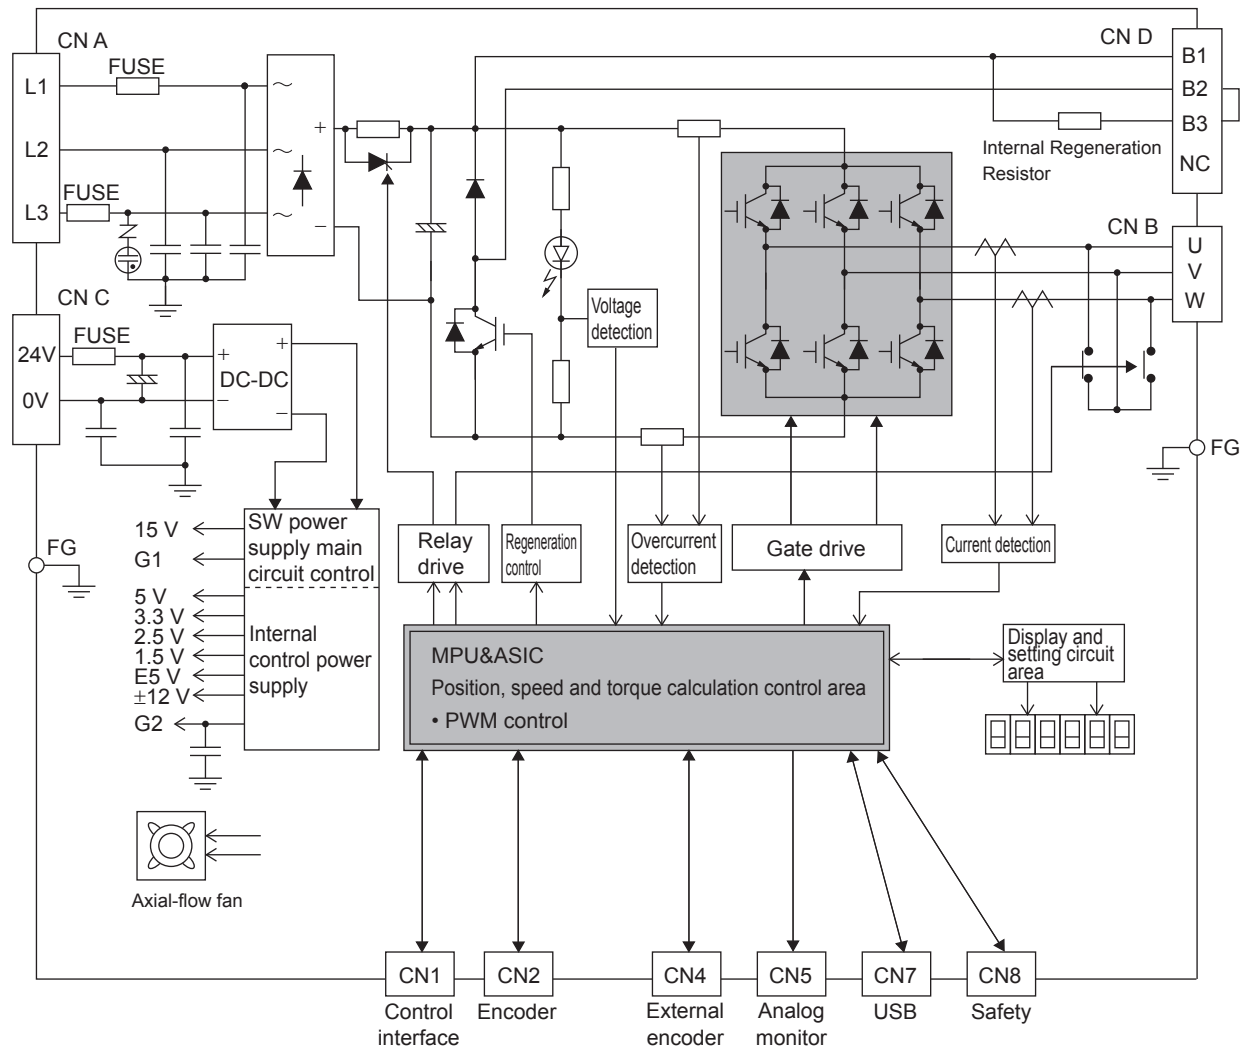 CN A
FUSE
L1
L2
FUSE
L3
~
~
~
+
−
CN D
B1
B2
B3
NC
Internal Regeneration
Resistor
CN B
U
V
W
CN C
FUSE
24V
0V
+
−
DC-DC
+
−
Voltage
detection
FG
FG
15 V
G1
5 V
3.3 V
2.5 V
1.5 V
E5 V
±12 V
G2
SW power
supply main
circuit control
Internal
control power
supply
Relay
drive
Regeneration
control
Overcurrent
detection
Gate drive
Current detection
MPU&ASIC
Position, speed and torque calculation control area
• PWM control
Display and
setting circuit
area
Axial-flow fan
CN1
Control
interface
CN2
Encoder
CN4
External
encoder
CN5
Analog
monitor
CN7
USB
CN8
Safety